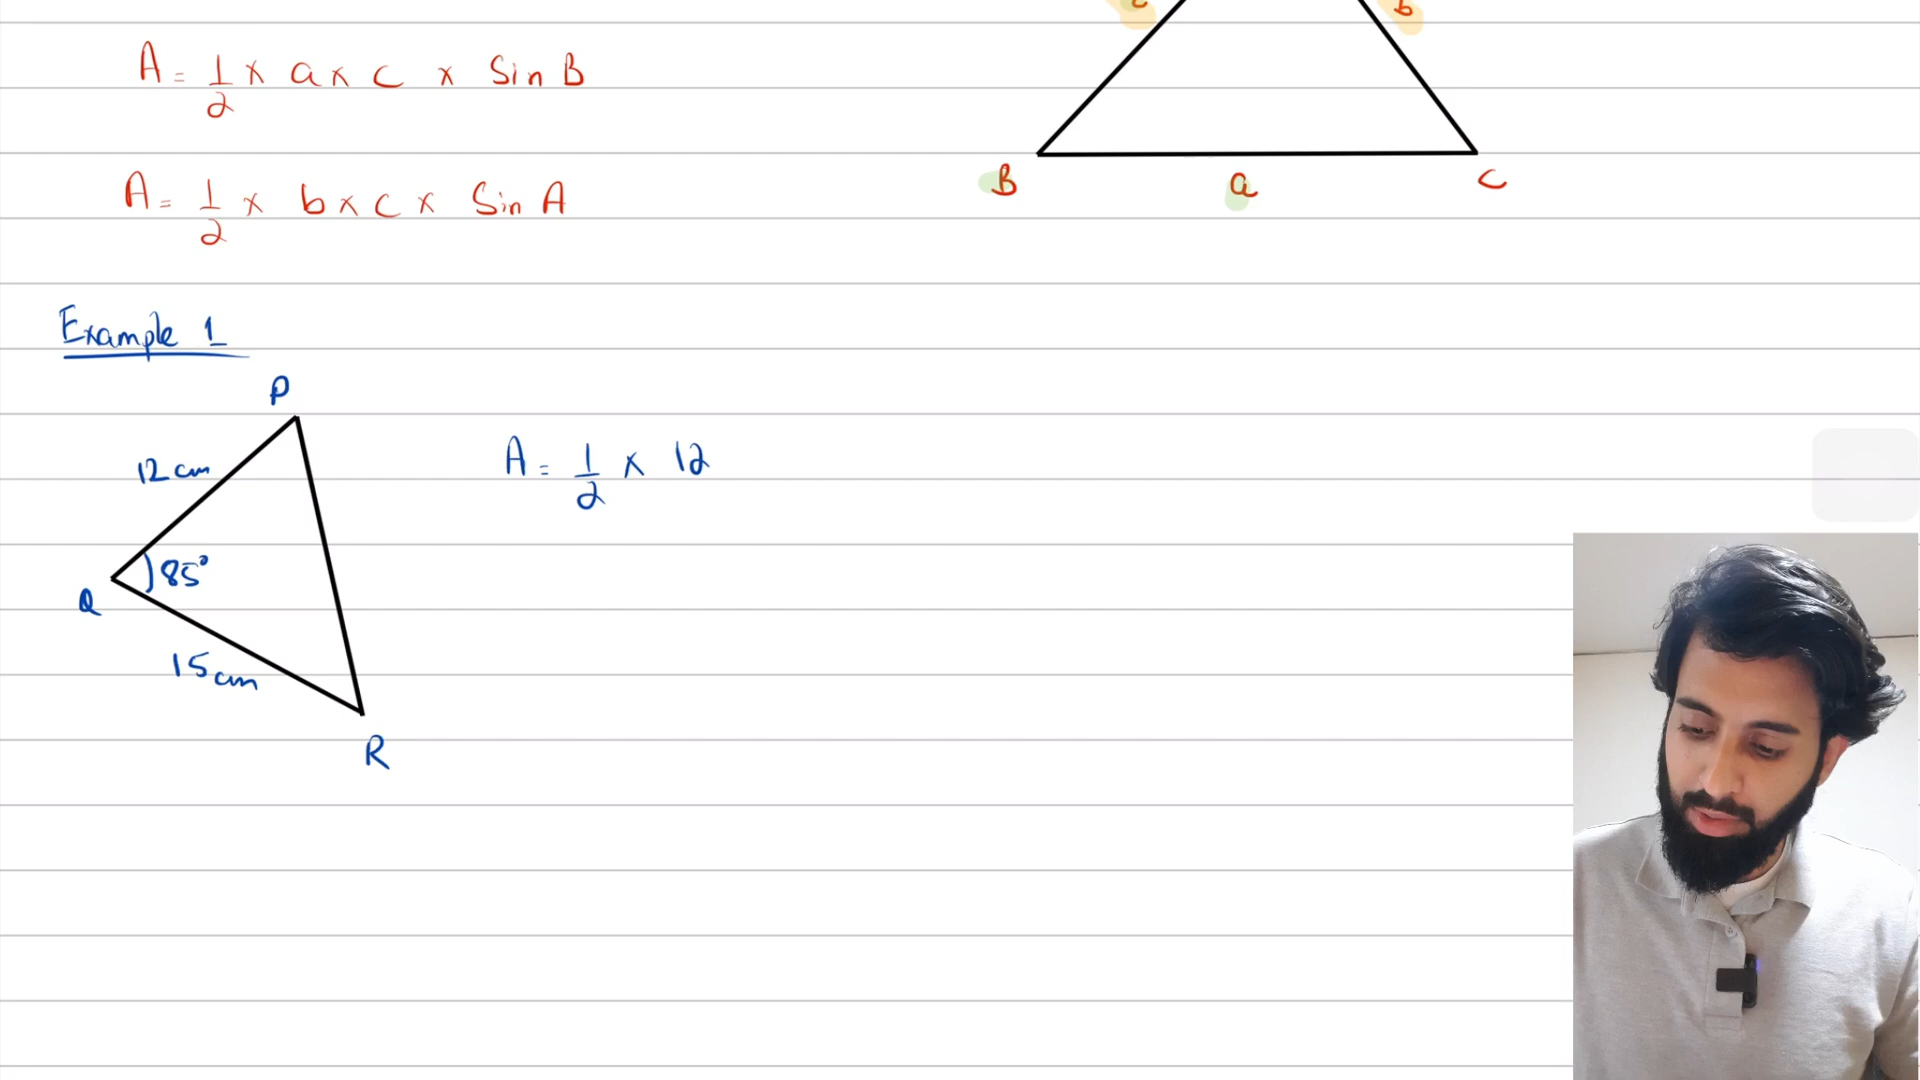 c
b
A = 1/2 × a × c × Sin B
B
a
C
A = 1/2 × b × c × Sin A
Example 1
P
12 cm
A = 1/2 × 12
85°
Q
15 cm
R